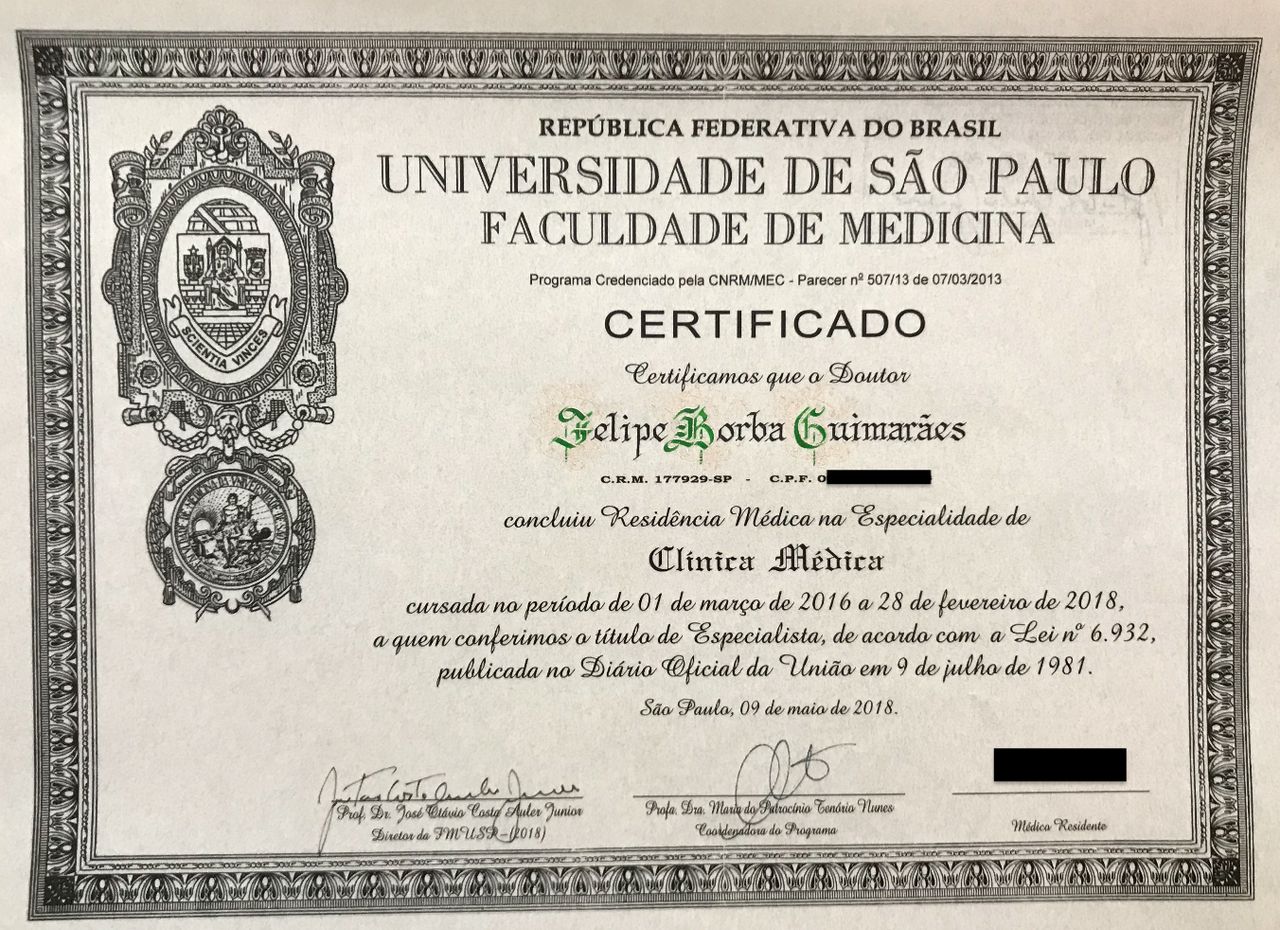 REPÚBLICA FEDERATIVA DO BRASIL
UNIVERSIDADE DE SÃO PAULO
FACULDADE DE MEDICINA
Programa Credenciado pela CNRM/MEC - Parecer nº 507/13 de 07/03/2013
CERTIFICADO
Certificamos que o Doutor
Felipe Borba Guimarães
C.R.M. 177929-SP - C.P.F. 0
concluiu Residência Médica na Especialidade de
Clínica Médica
cursada no período de 01 de março de 2016 a 28 de fevereiro de 2018,
a quem conferimos o título de Especialista, de acordo com a Lei nº 6.932,
publicada no Diário Oficial da União em 9 de julho de 1981.
São Paulo, 09 de maio de 2018.
SCIENTIA VINCES
Prof. Dr. José Otávio Costa Auler Junior
Diretor da FMUSP-(2018)
Profa. Dra. Maria do Patrocínio Tenório Nunes
Coordenadora do Programa
Médico Residente